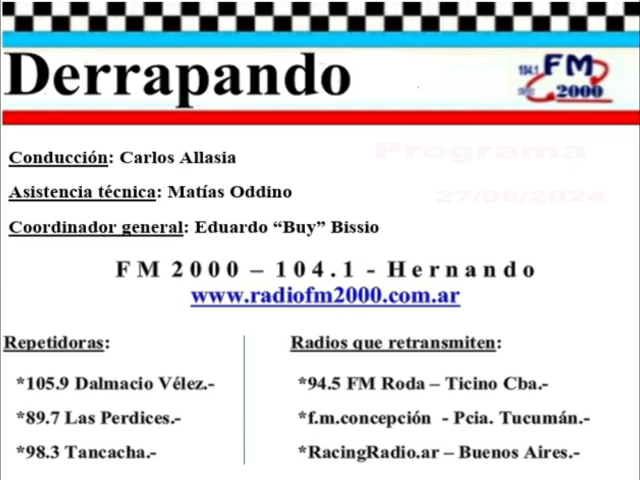 Derrapando
104.1 FM
2000
Conducción: Carlos Allasia
Programa
Asistencia técnica: Matías Oddino
27/06/2024
Coordinador general: Eduardo “Buy” Bissio
FM 2000 – 104.1 - Hernando
www.radiofm2000.com.ar
Repetidoras:
*105.9 Dalmacio Vélez.-
*89.7 Las Perdices.-
*98.3 Tancacha.-
Radios que retransmiten:
*94.5 FM Roda – Ticino Cba.-
*f.m.concepción - Pcia. Tucumán.-
*RacingRadio.ar – Buenos Aires.-